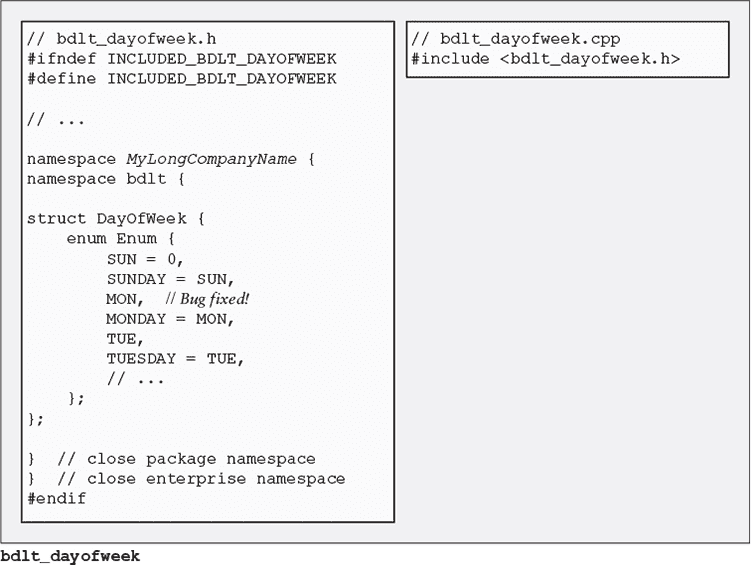 // bdlt_dayofweek.h
#ifndef INCLUDED_BDLT_DAYOFWEEK
#define INCLUDED_BDLT_DAYOFWEEK
// ...
namespace MyLongCompanyName {
namespace bdlt {
struct DayOfWeek {
    enum Enum {
        SUN = 0,
        SUNDAY = SUN,
        MON,  // Bug fixed!
        MONDAY = MON,
        TUE,
        TUESDAY = TUE,
        // ...
    };
};
}  // close package namespace
}  // close enterprise namespace
#endif
// bdlt_dayofweek.cpp
#include <bdlt_dayofweek.h>
bdlt_dayofweek